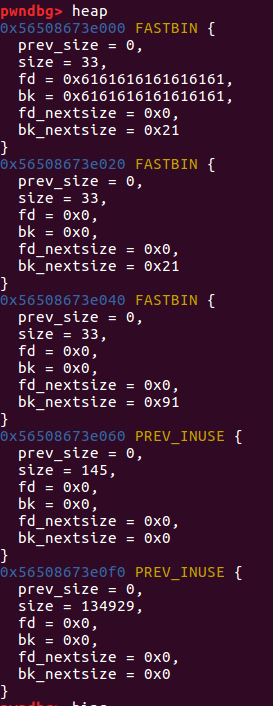 pwndbg> heap
0x56508673e000 FASTBIN {
  prev_size = 0,
  size = 33,
  fd = 0x6161616161616161,
  bk = 0x6161616161616161,
  fd_nextsize = 0x0,
  bk_nextsize = 0x21
}
0x56508673e020 FASTBIN {
  prev_size = 0,
  size = 33,
  fd = 0x0,
  bk = 0x0,
  fd_nextsize = 0x0,
  bk_nextsize = 0x21
}
0x56508673e040 FASTBIN {
  prev_size = 0,
  size = 33,
  fd = 0x0,
  bk = 0x0,
  fd_nextsize = 0x0,
  bk_nextsize = 0x91
}
0x56508673e060 PREV_INUSE {
  prev_size = 0,
  size = 145,
  fd = 0x0,
  bk = 0x0,
  fd_nextsize = 0x0,
  bk_nextsize = 0x0
}
0x56508673e0f0 PREV_INUSE {
  prev_size = 0,
  size = 134929,
  fd = 0x0,
  bk = 0x0,
  fd_nextsize = 0x0,
  bk_nextsize = 0x0
}